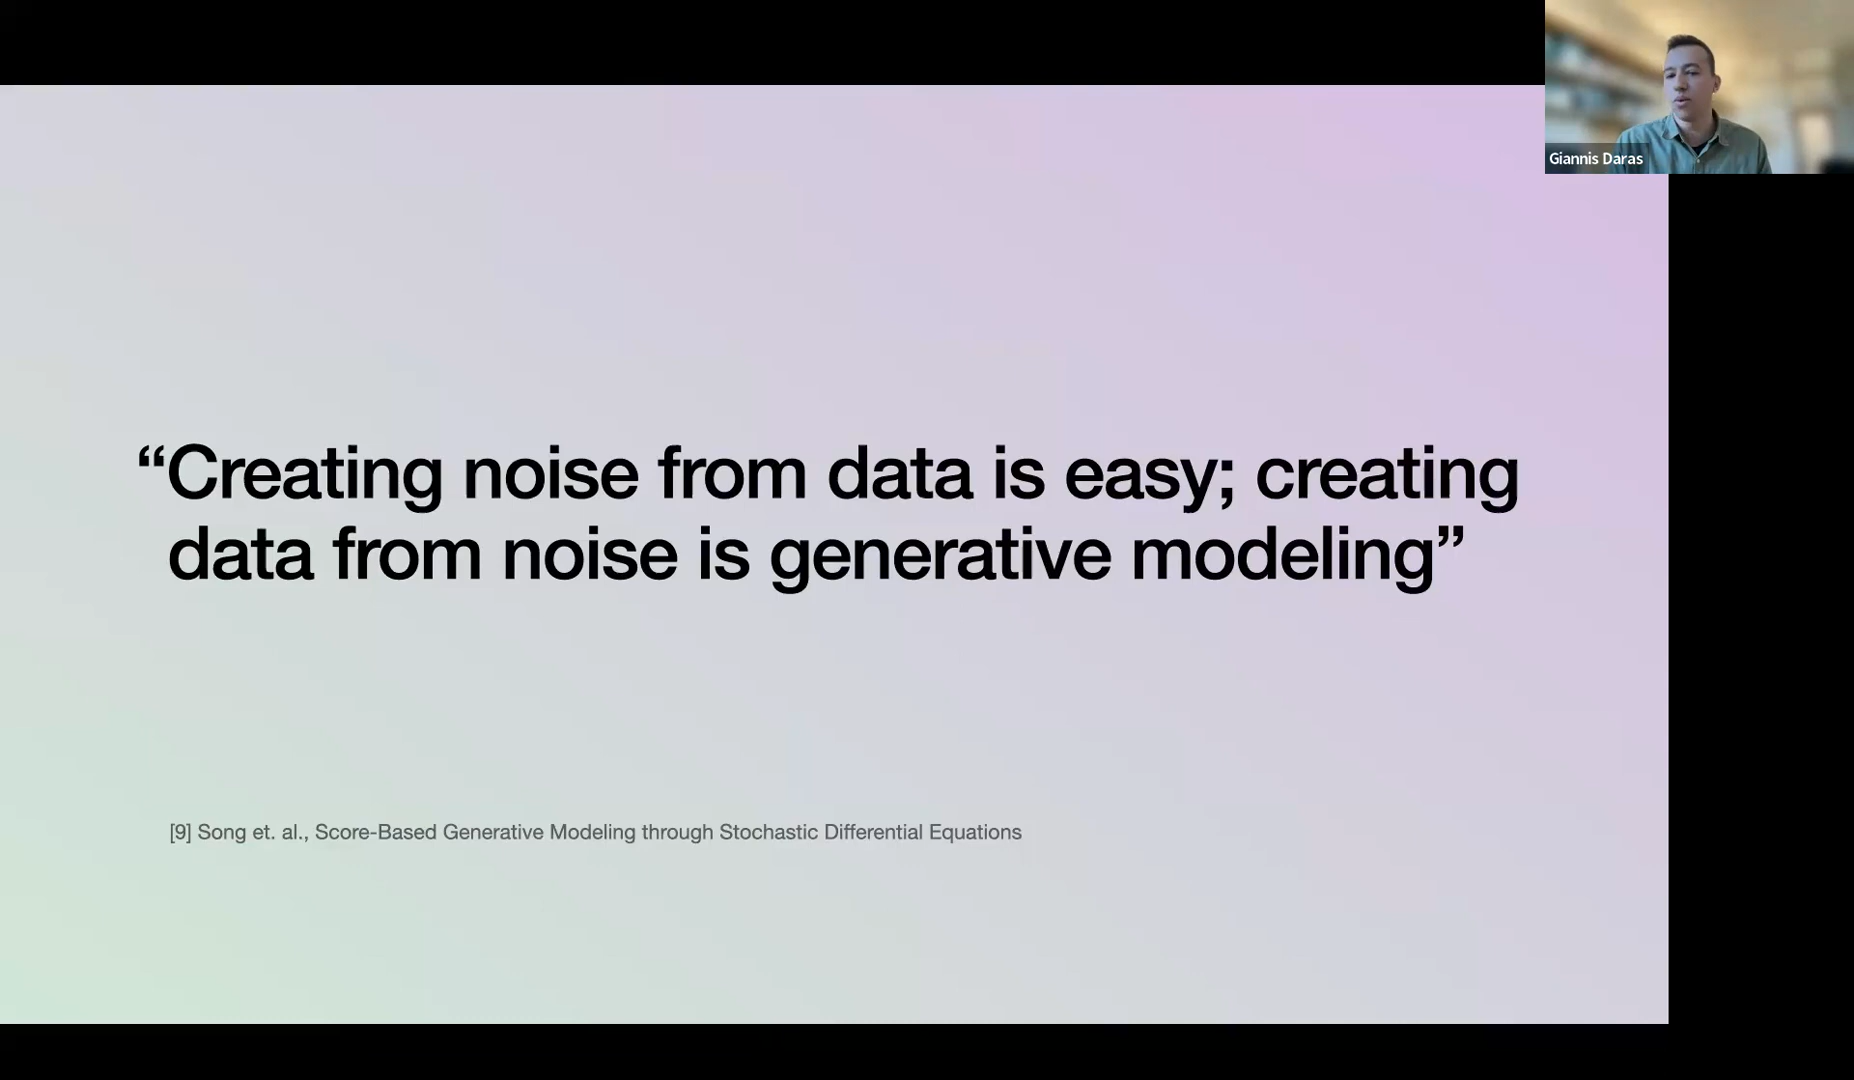 Giannis Daras
“Creating noise from data is easy; creating
data from noise is generative modeling”
[9] Song et. al., Score-Based Generative Modeling through Stochastic Differential Equations